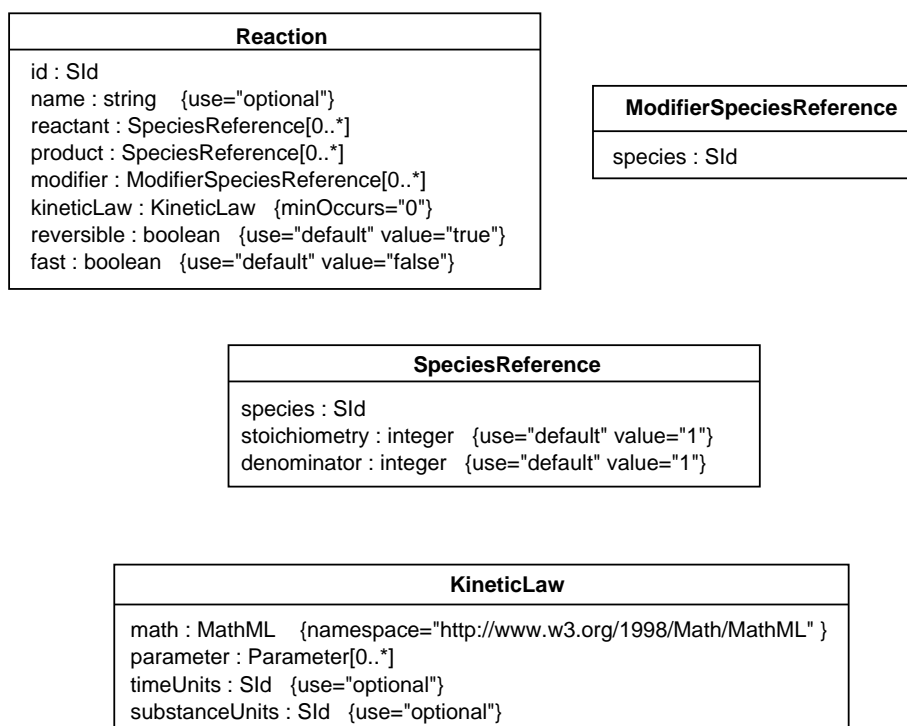 Reaction
id : SId
name : string {use="optional"}
reactant : SpeciesReference[0..*]
product : SpeciesReference[0..*]
modifier : ModifierSpeciesReference[0..*]
kineticLaw : KineticLaw {minOccurs="0"}
reversible : boolean {use="default" value="true"}
fast : boolean {use="default" value="false"}
ModifierSpeciesReference
species : SId
SpeciesReference
species : SId
stoichiometry : integer {use="default" value="1"}
denominator : integer {use="default" value="1"}
KineticLaw
math : MathML {namespace="http://www.w3.org/1998/Math/MathML" }
parameter : Parameter[0..*]
timeUnits : SId {use="optional"}
substanceUnits : SId {use="optional"}